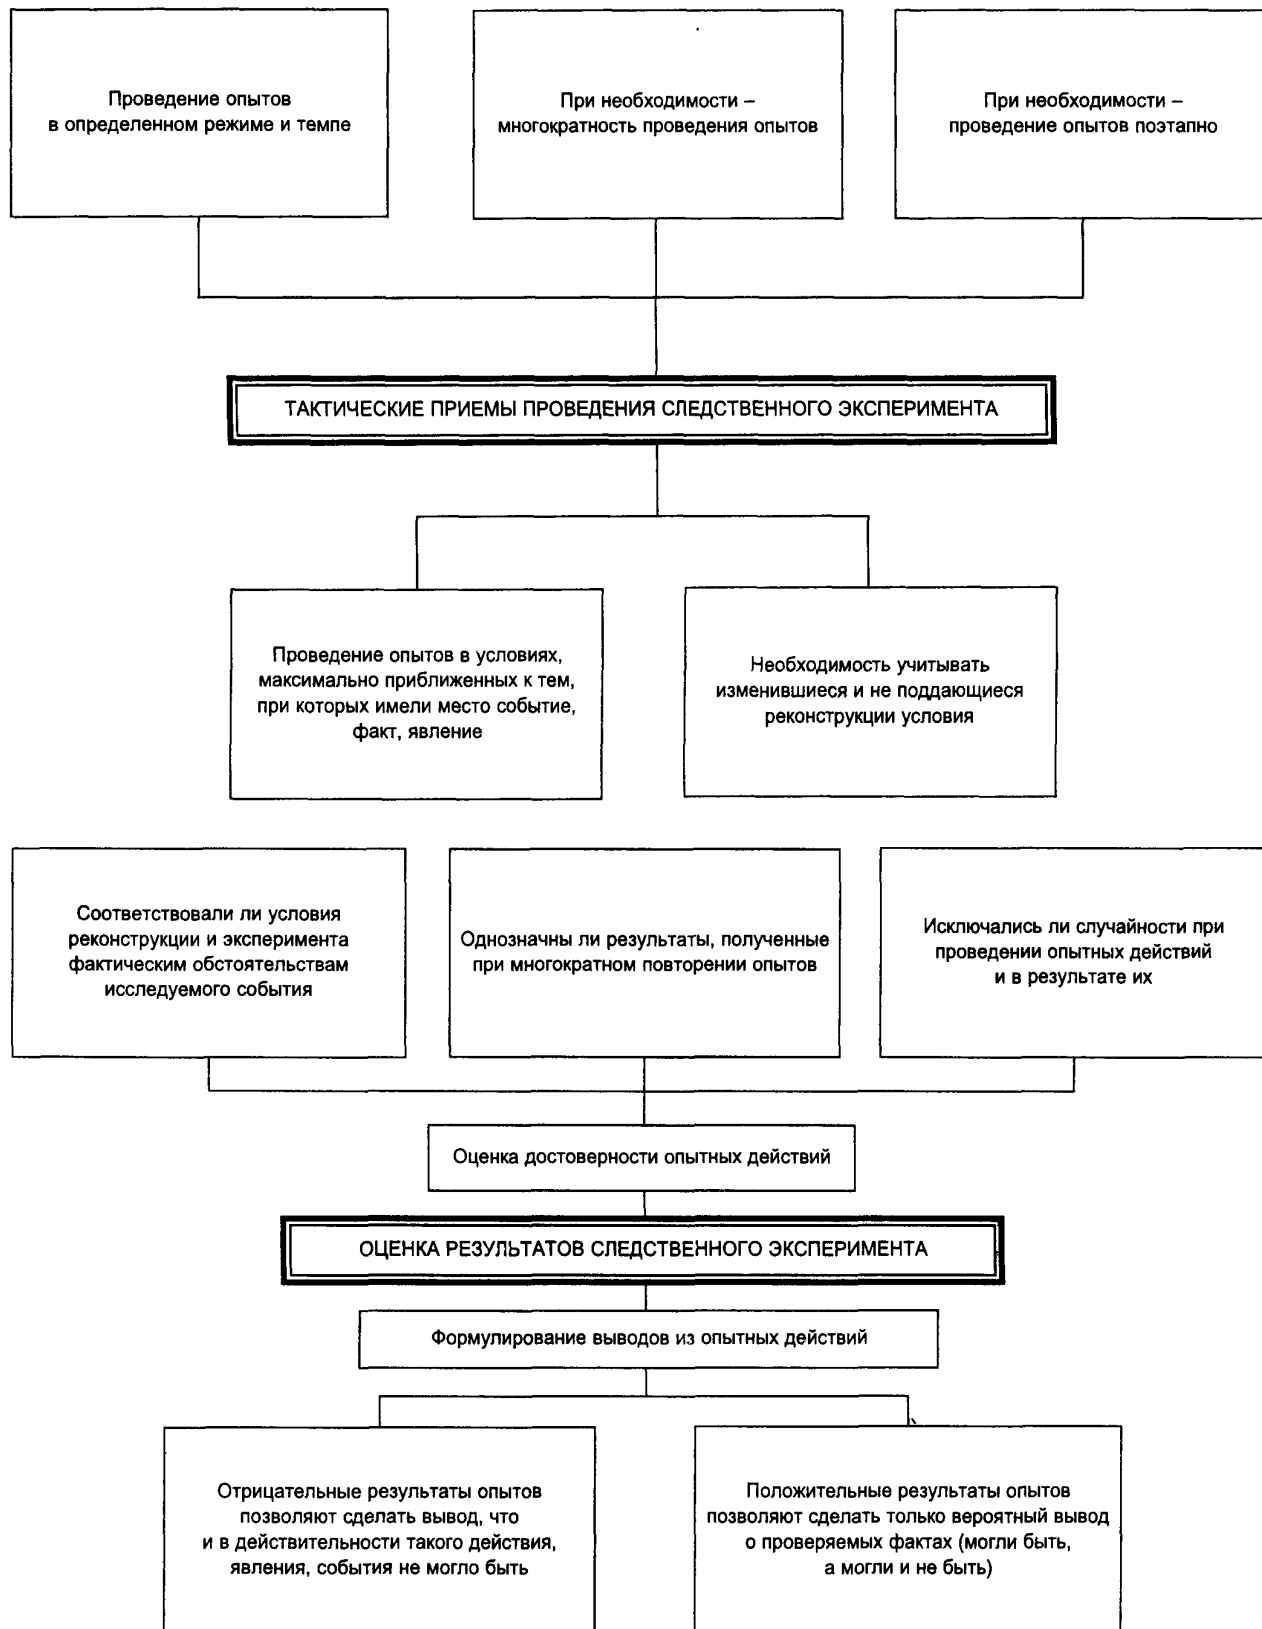 Проведение опытов
в определенном режиме и темпе
При необходимости –
многократность проведения опытов
При необходимости –
проведение опытов поэтапно
ТАКТИЧЕСКИЕ ПРИЕМЫ ПРОВЕДЕНИЯ СЛЕДСТВЕННОГО ЭКСПЕРИМЕНТА
Проведение опытов в условиях,
максимально приближенных к тем,
при которых имели место событие,
факт, явление
Необходимость учитывать
изменившиеся и не поддающиеся
реконструкции условия
Соответствовали ли условия
реконструкции и эксперимента
фактическим обстоятельствам
исследуемого события
Однозначны ли результаты, полученные
при многократном повторении опытов
Исключались ли случайности при
проведении опытных действий
и в результате их
Оценка достоверности опытных действий
ОЦЕНКА РЕЗУЛЬТАТОВ СЛЕДСТВЕННОГО ЭКСПЕРИМЕНТА
Формулирование выводов из опытных действий
Отрицательные результаты опытов
позволяют сделать вывод, что
и в действительности такого действия,
явления, события не могло быть
Положительные результаты опытов
позволяют сделать только вероятный вывод
о проверяемых фактах (могли быть,
а могли и не быть)